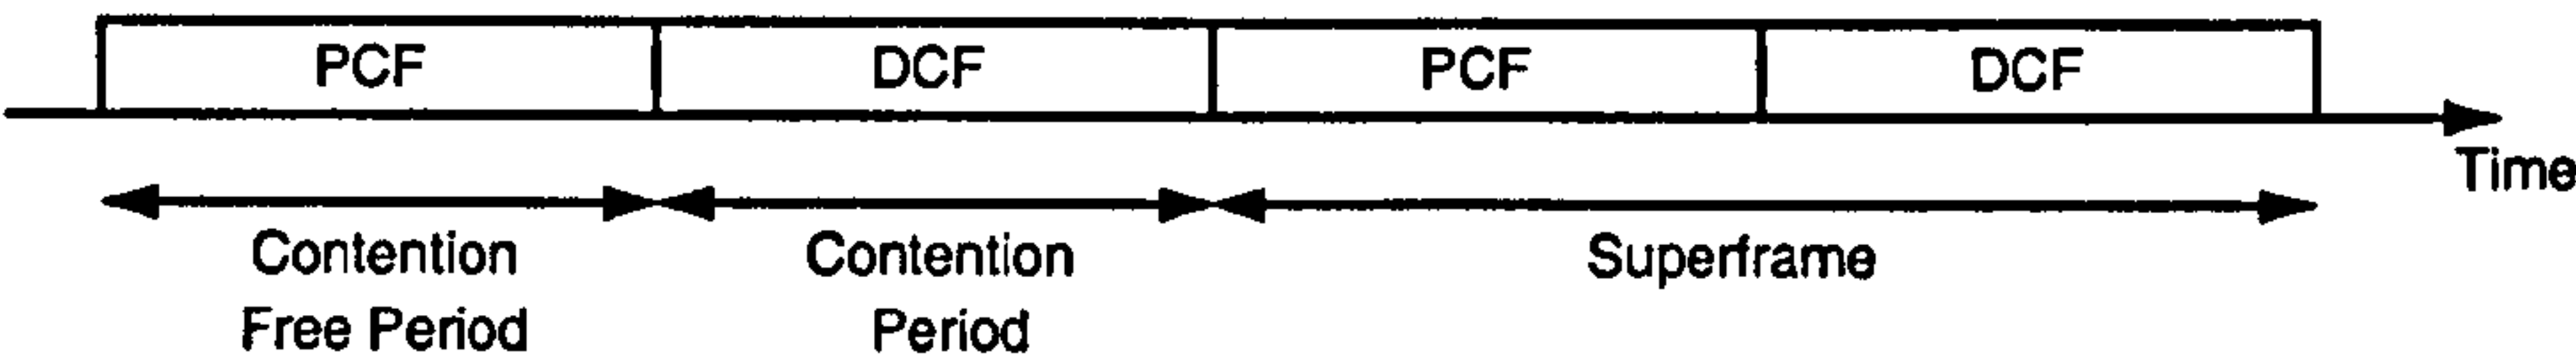 PCF DCF PCF DCF
Time
Contention Free Period
Contention Period
Superframe